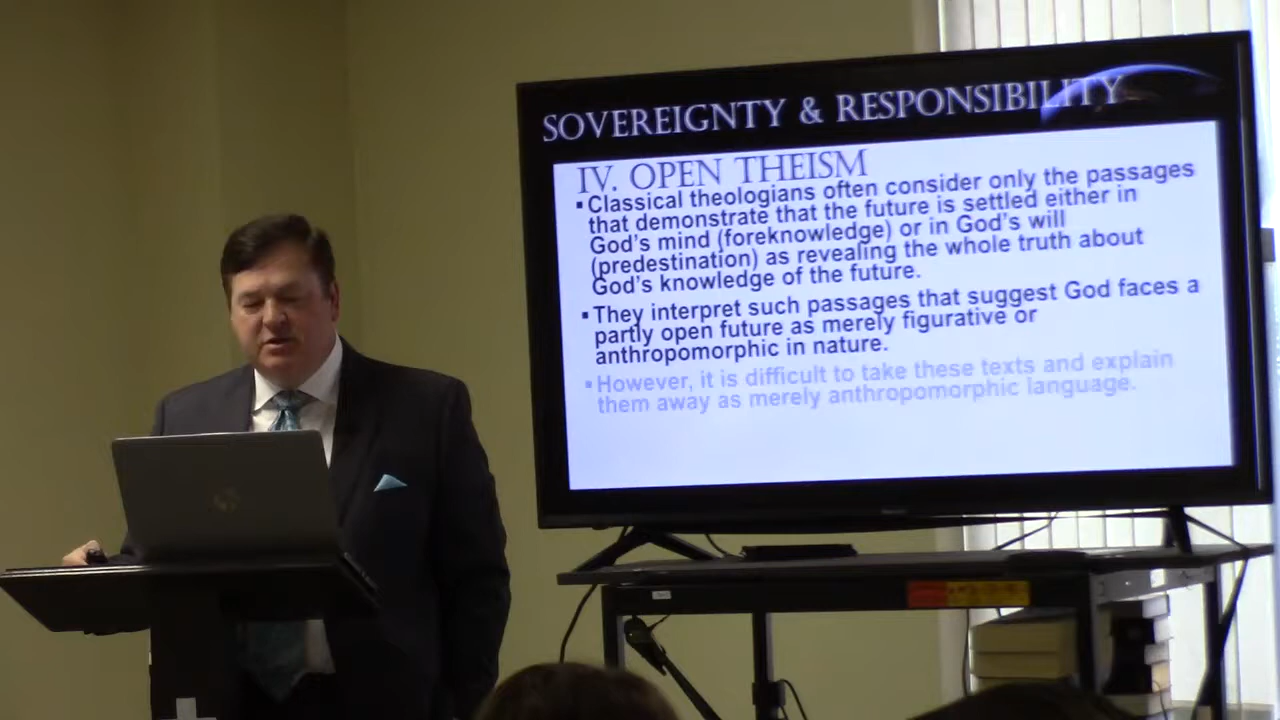 SOVEREIGNTY & RESPONSIBILITY
IV. OPEN THEISM
▪ Classical theologians often consider only the passages
that demonstrate that the future is settled either in
God's mind (foreknowledge) or in God's will
(predestination) as revealing the whole truth about
God's knowledge of the future.
▪ They interpret such passages that suggest God faces a
partly open future as merely figurative or
anthropomorphic in nature.
▪ However, it is difficult to take these texts and explain
them away as merely anthropomorphic language.